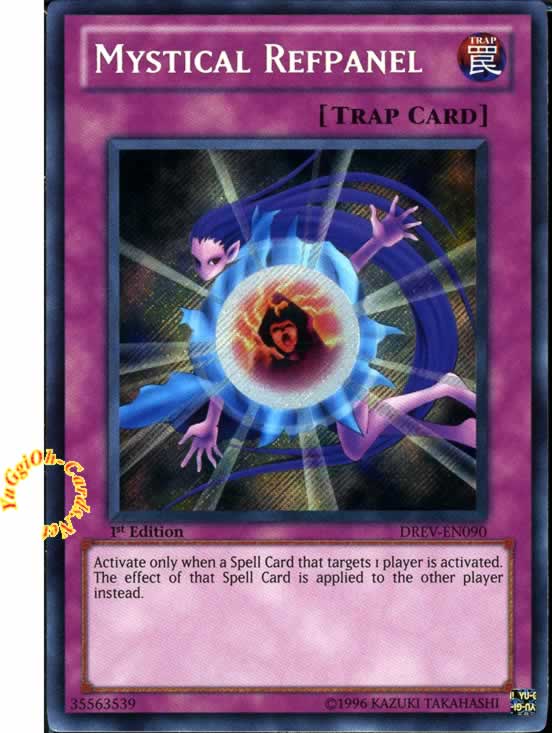 MYSTICAL REFPANEL
TRAP
罠
[TRAP CARD]
YuGgiOh-Cards.Net
1st Edition
DREV-EN090
Activate only when a Spell Card that targets 1 player is activated.
The effect of that Spell Card is applied to the other player
instead.
35563539
©1996 KAZUKI TAKAHASHI